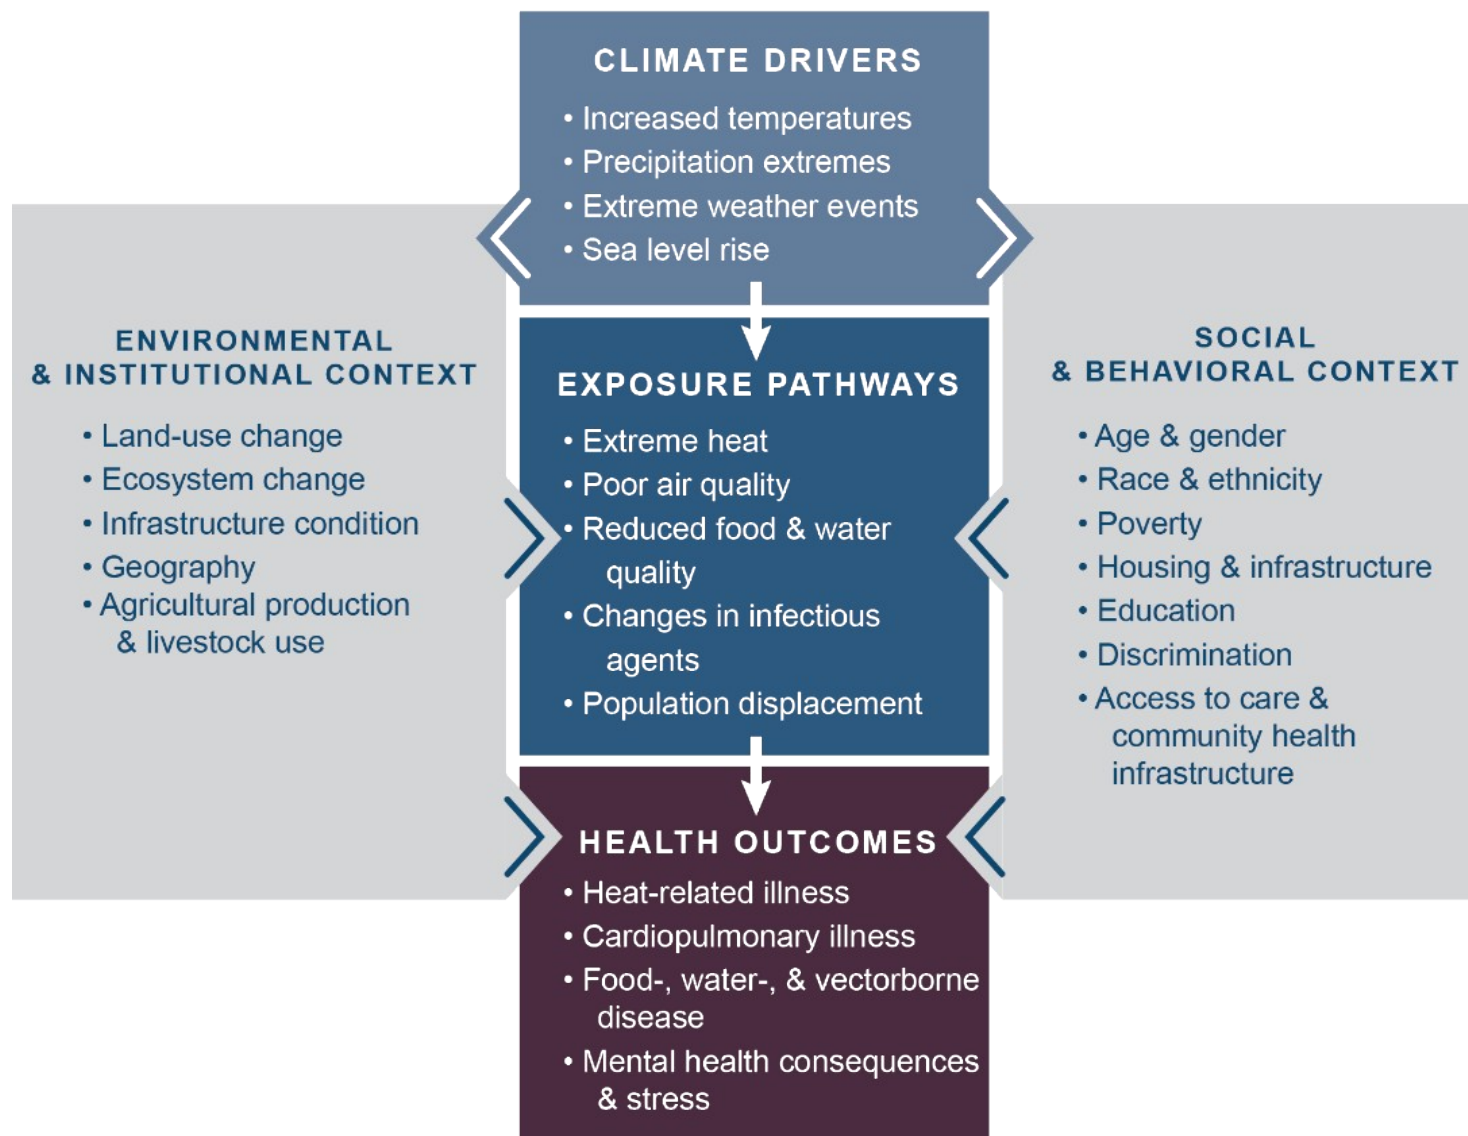 CLIMATE DRIVERS
• Increased temperatures
• Precipitation extremes
• Extreme weather events
• Sea level rise
ENVIRONMENTAL
& INSTITUTIONAL CONTEXT
• Land-use change
• Ecosystem change
• Infrastructure condition
• Geography
• Agricultural production
& livestock use
EXPOSURE PATHWAYS
• Extreme heat
• Poor air quality
• Reduced food & water
quality
• Changes in infectious
agents
• Population displacement
SOCIAL
& BEHAVIORAL CONTEXT
• Age & gender
• Race & ethnicity
• Poverty
• Housing & infrastructure
• Education
• Discrimination
• Access to care &
community health
infrastructure
HEALTH OUTCOMES
• Heat-related illness
• Cardiopulmonary illness
• Food-, water-, & vectorborne
disease
• Mental health consequences
& stress